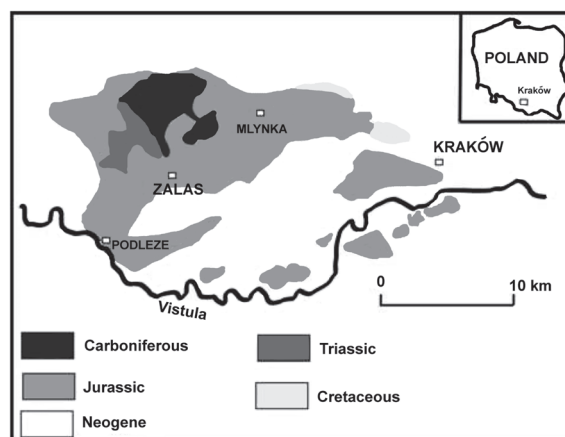 POLAND
Kraków
MLYNKA
KRAKÓW
ZALAS
PODLEZE
Vistula
0 10 km
Carboniferous
Triassic
Jurassic
Cretaceous
Neogene